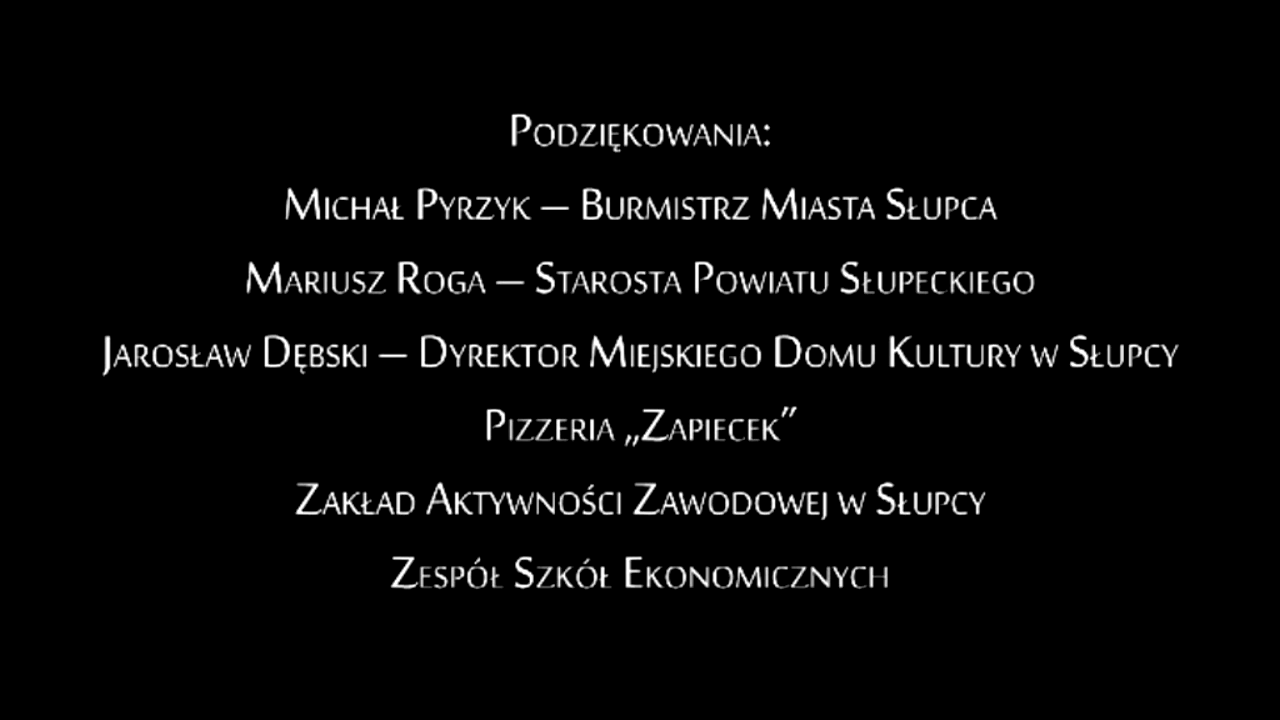 Podziękowania:
Michał Pyrzyk – Burmistrz Miasta Słupca
Mariusz Roga – Starosta Powiatu Słupeckiego
Jarosław Dębski – Dyrektor Miejskiego Domu Kultury w Słupcy
Pizzeria „Zapiecek”
Zakład Aktywności Zawodowej w Słupcy
Zespół Szkół Ekonomicznych